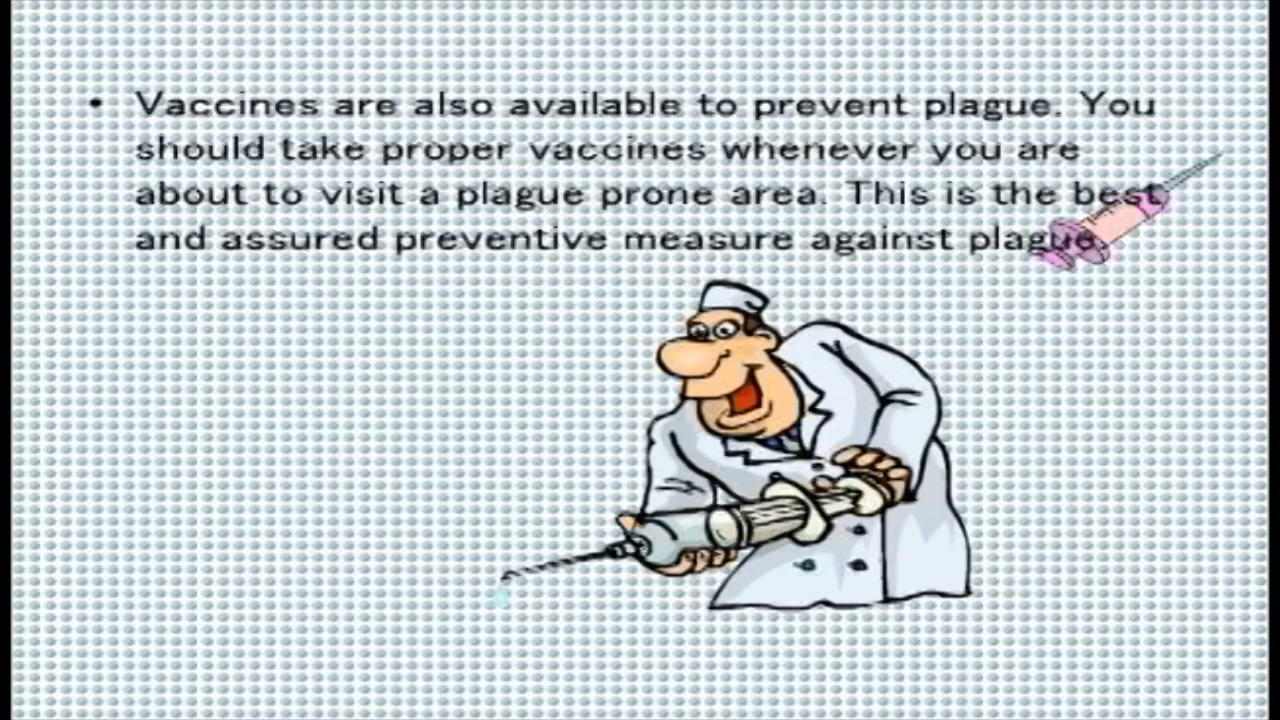 • Vaccines are also available to prevent plague. You
should take proper vaccines whenever you are
about to visit a plague prone area. This is the best
and assured preventive measure against plague.